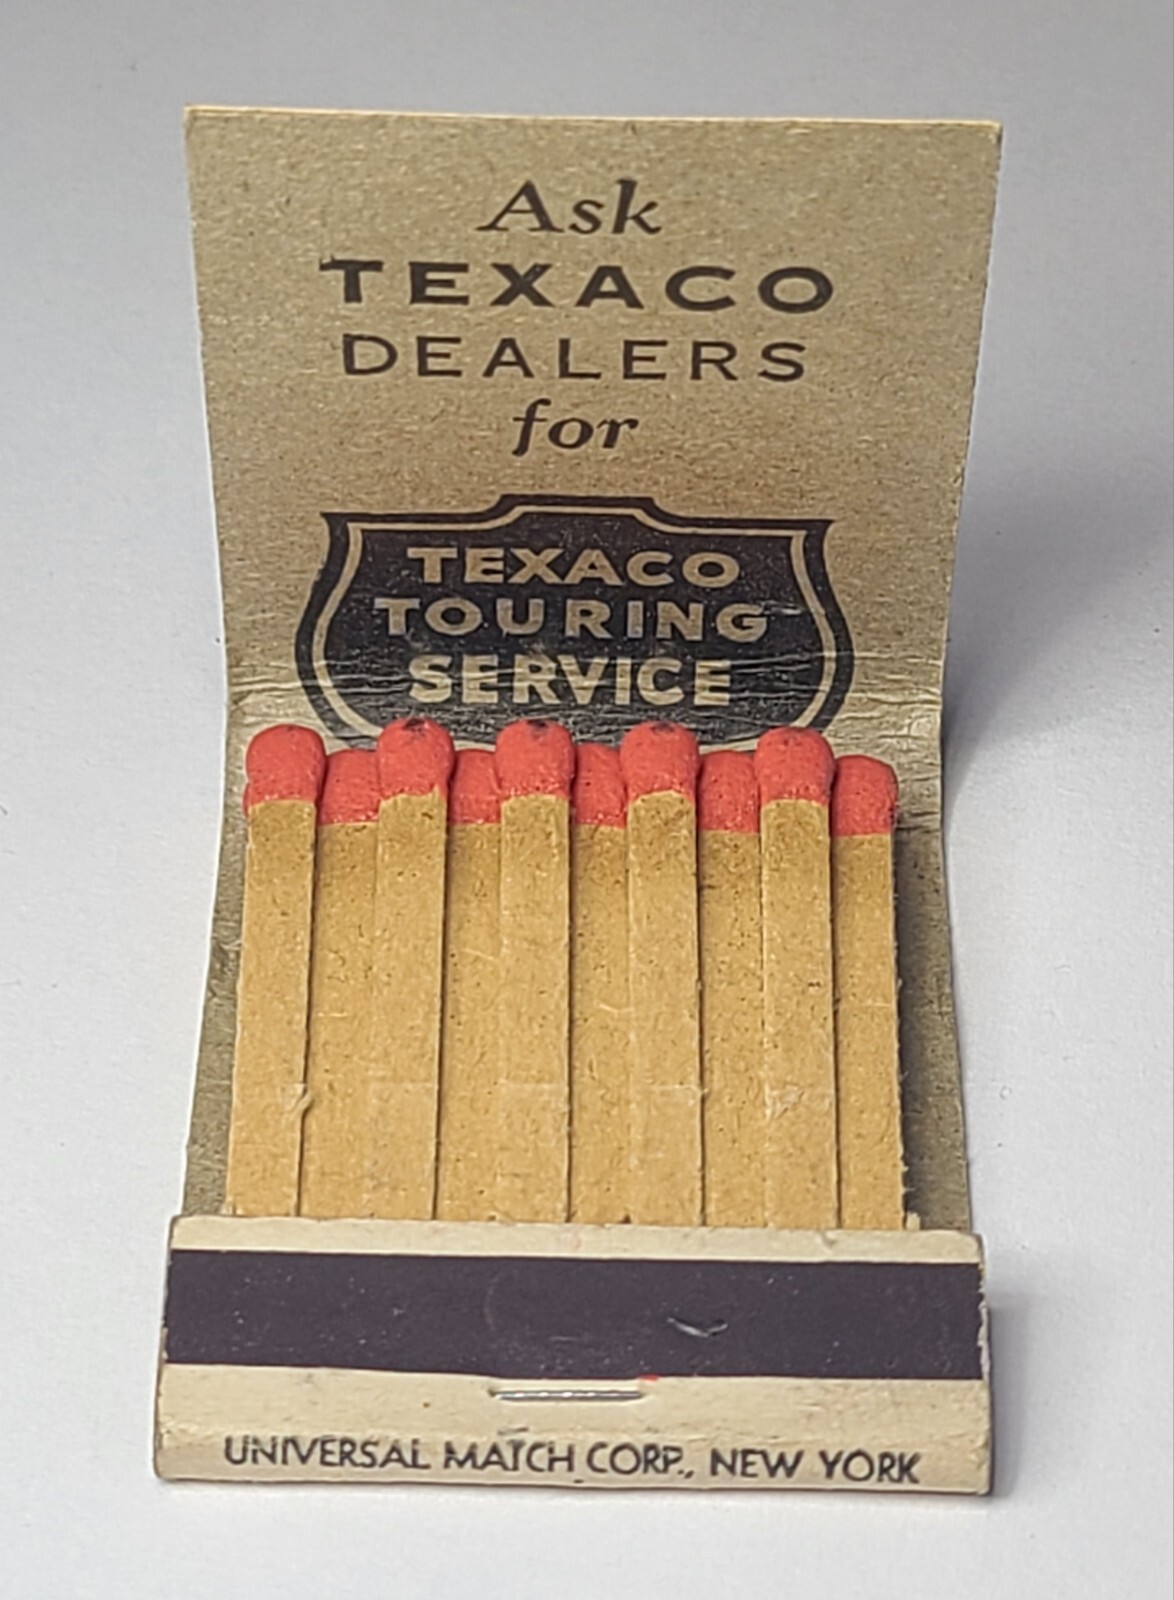 Ask
TEXACO
DEALERS
for
TEXACO
TOURING
SERVICE
UNIVERSAL MATCH CORP., NEW YORK